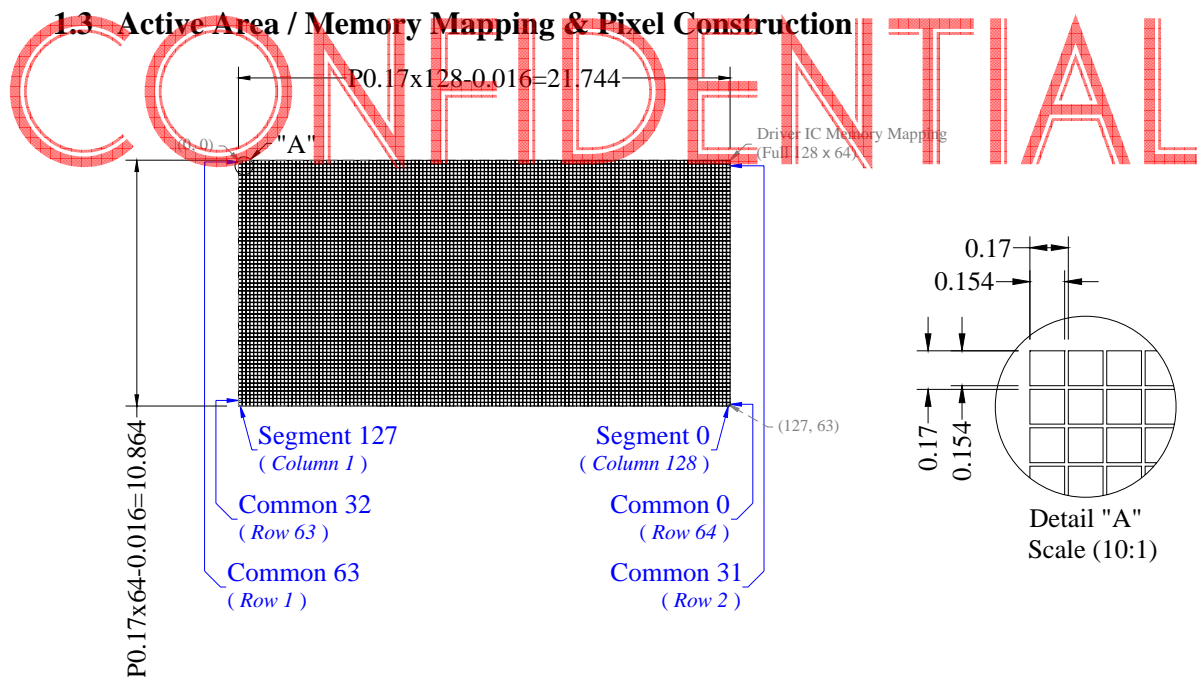 1.3 Active Area / Memory Mapping & Pixel Construction
CONFIDENTIAL
P0.17x128-0.016=21.744
(0, 0)
"A"
Driver IC Memory Mapping
(Full 128 x 64)
P0.17x64-0.016=10.864
Segment 127
( Column 1 )
Segment 0
( Column 128 )
(127, 63)
Common 32
( Row 63 )
Common 0
( Row 64 )
Common 63
( Row 1 )
Common 31
( Row 2 )
0.17
0.154
0.17
0.154
Detail "A"
Scale (10:1)